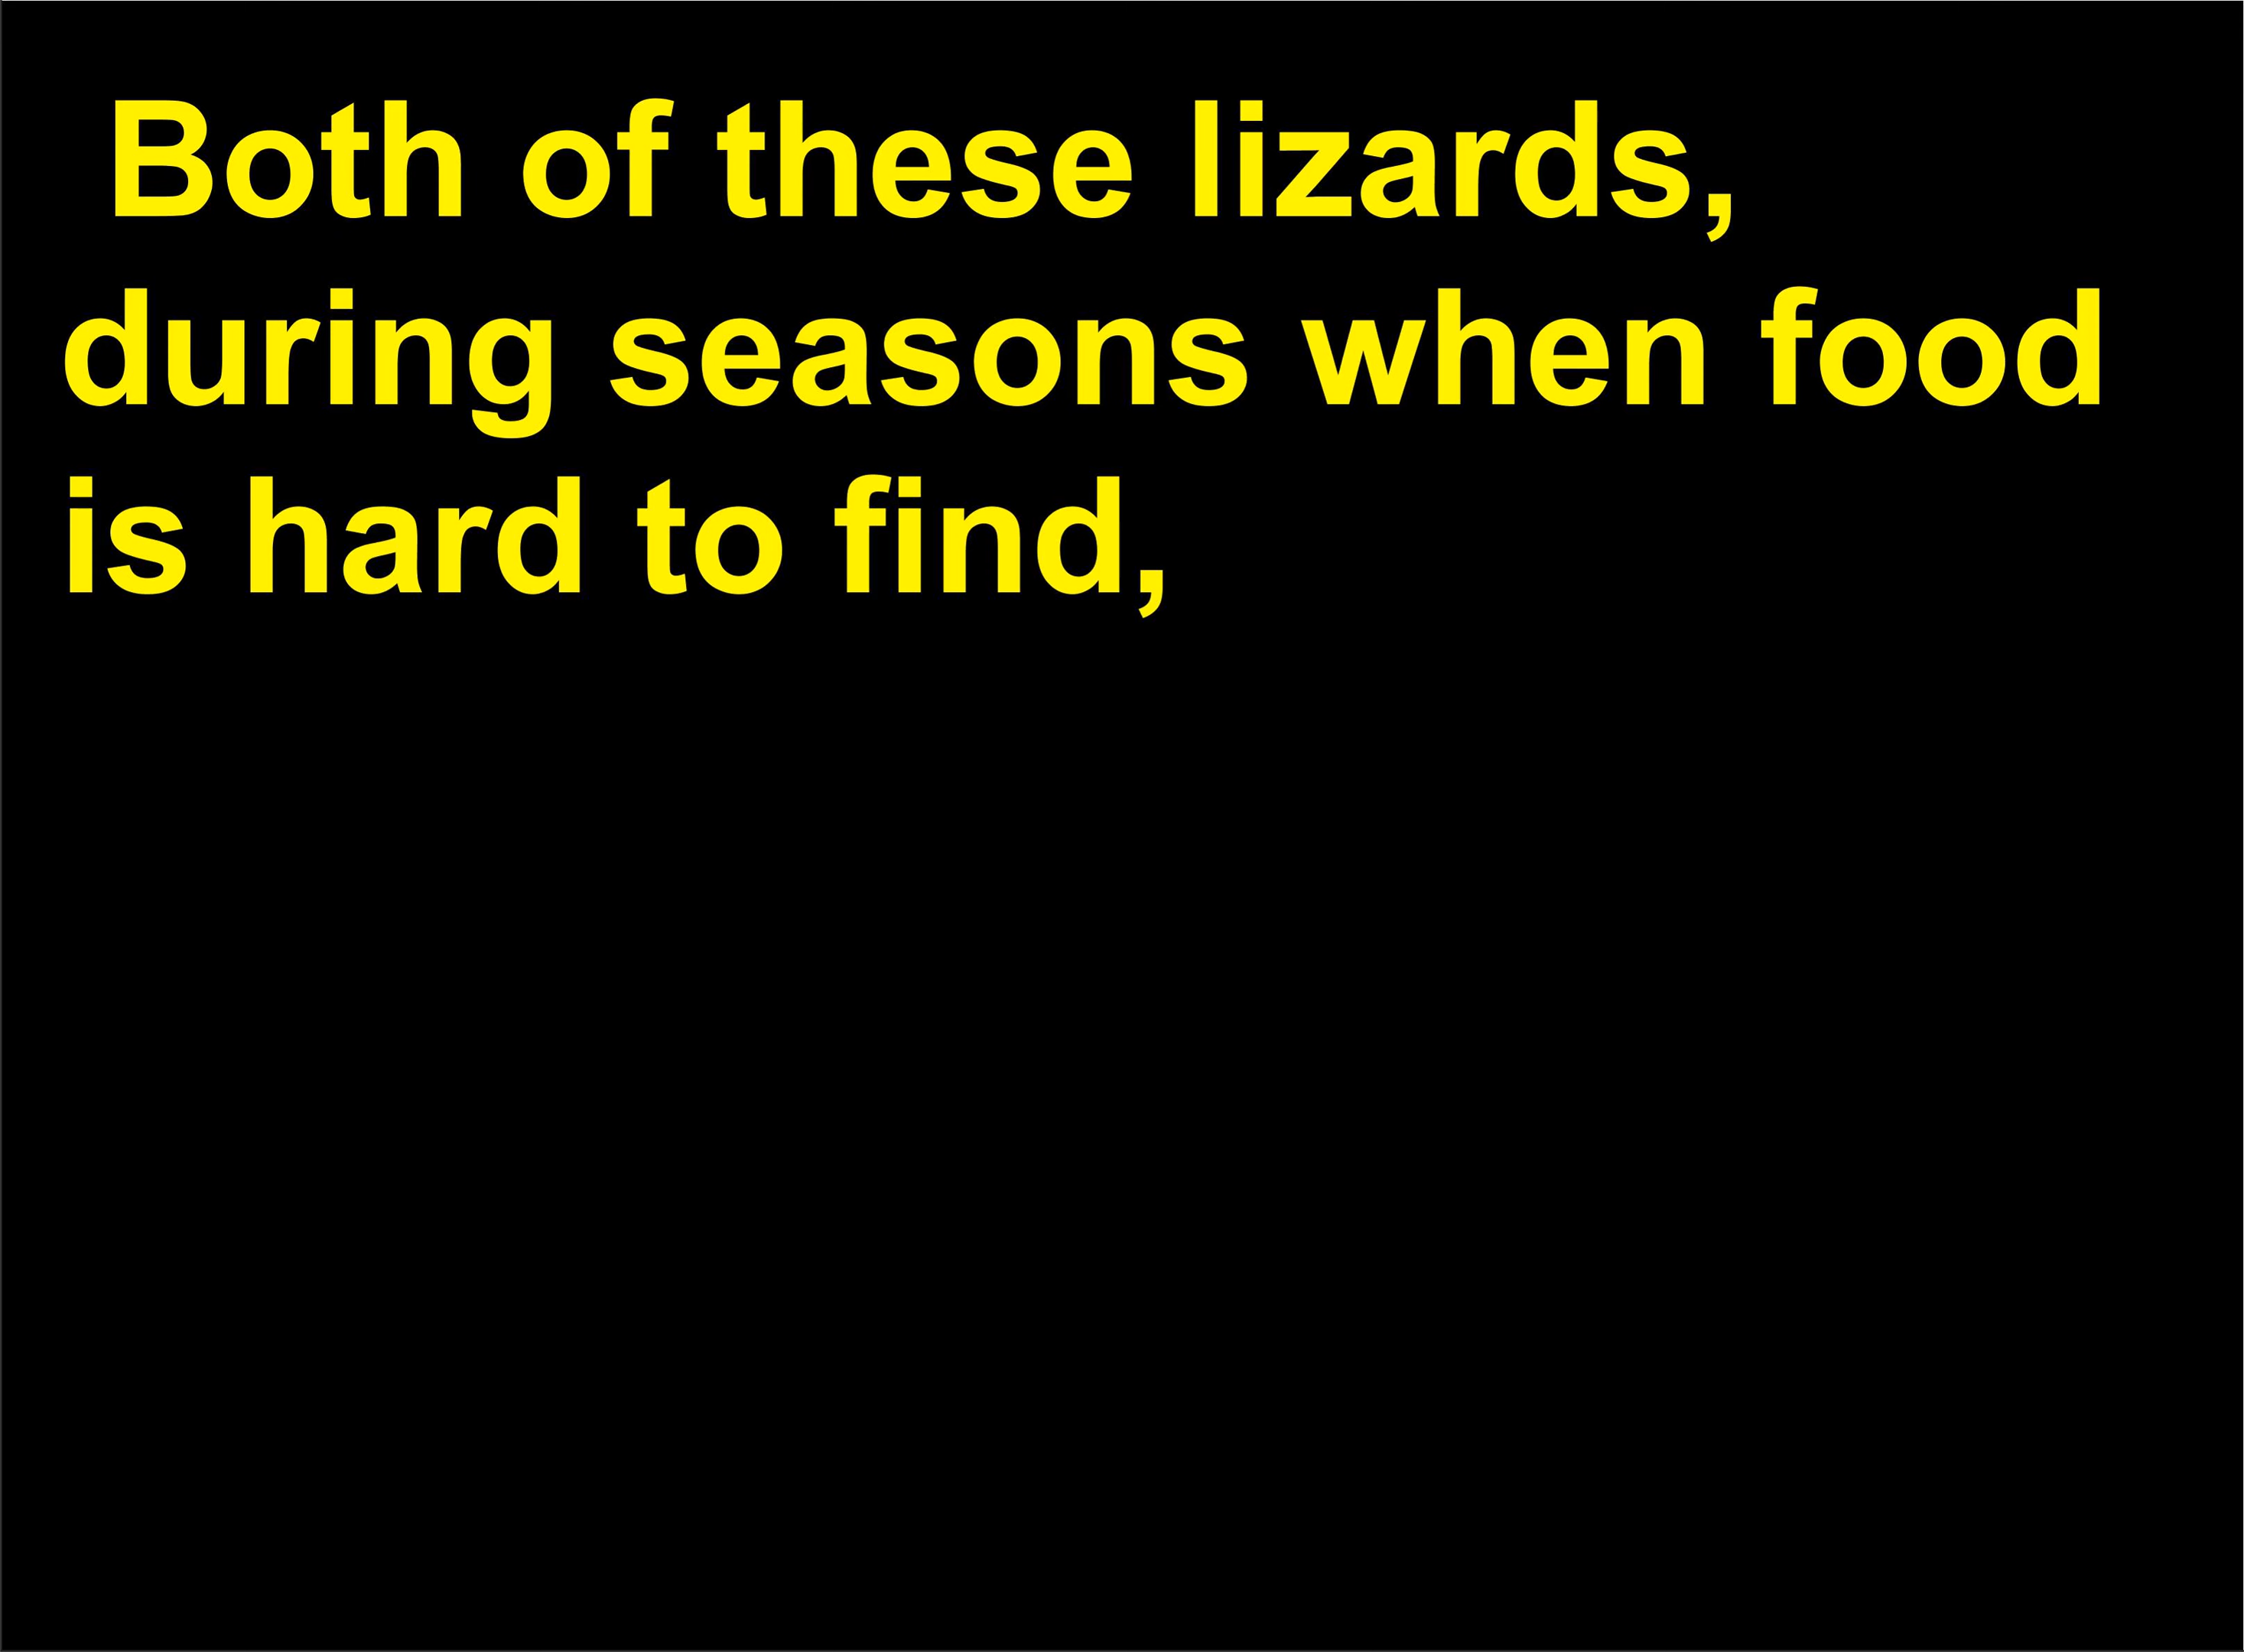 Both of these lizards,
during seasons when food
is hard to find,